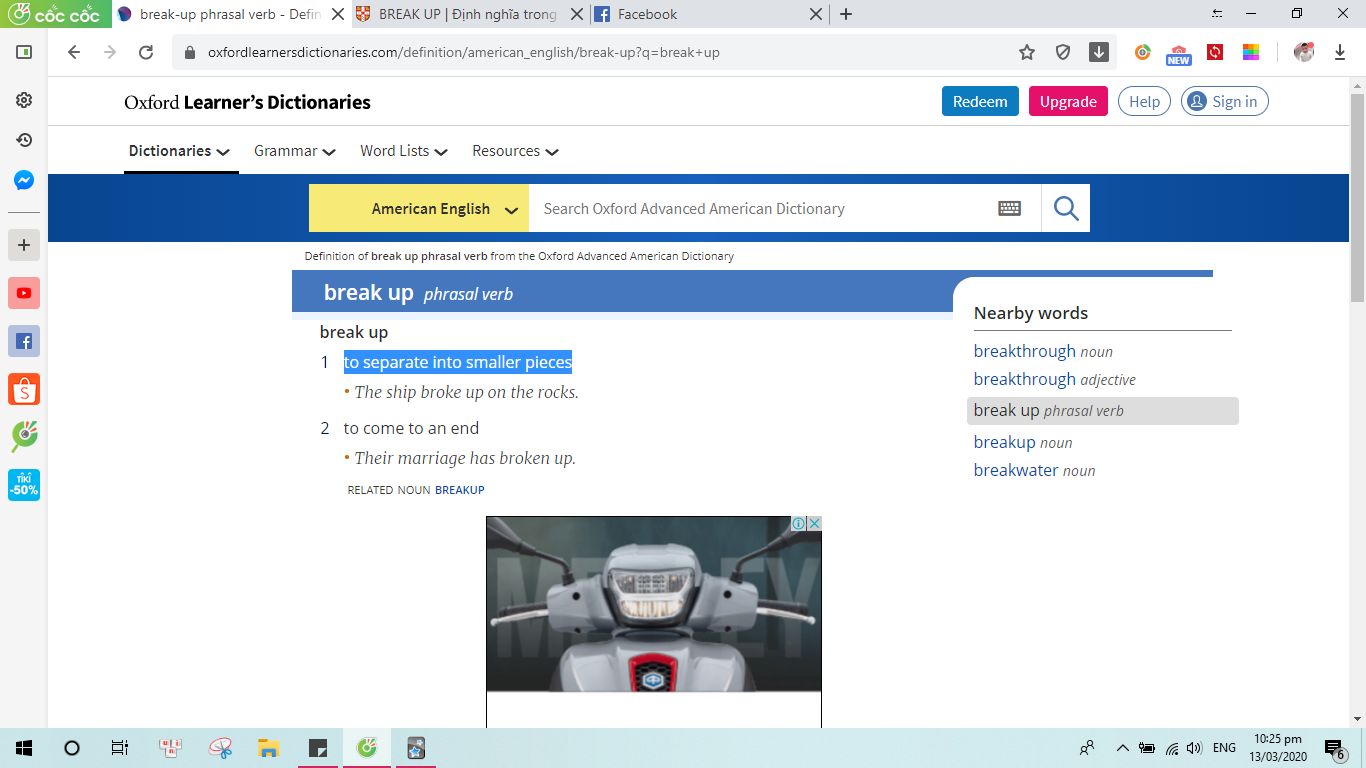 cốc cốc
break-up phrasal verb - Defin
BREAK UP | Định nghĩa trong
Facebook
oxfordlearnersdictionaries.com/definition/american_english/break-up?q=break+up
NEW
Oxford Learner's Dictionaries
Redeem
Upgrade
Help
Sign in
Dictionaries
Grammar
Word Lists
Resources
American English
Search Oxford Advanced American Dictionary
Definition of break up phrasal verb from the Oxford Advanced American Dictionary
break up phrasal verb
break up
1 to separate into smaller pieces
• The ship broke up on the rocks.
2 to come to an end
• Their marriage has broken up.
RELATED NOUN BREAKUP
Nearby words
breakthrough noun
breakthrough adjective
break up phrasal verb
breakup noun
breakwater noun
TIKI
-50%
ENG
10:25 pm
13/03/2020
6